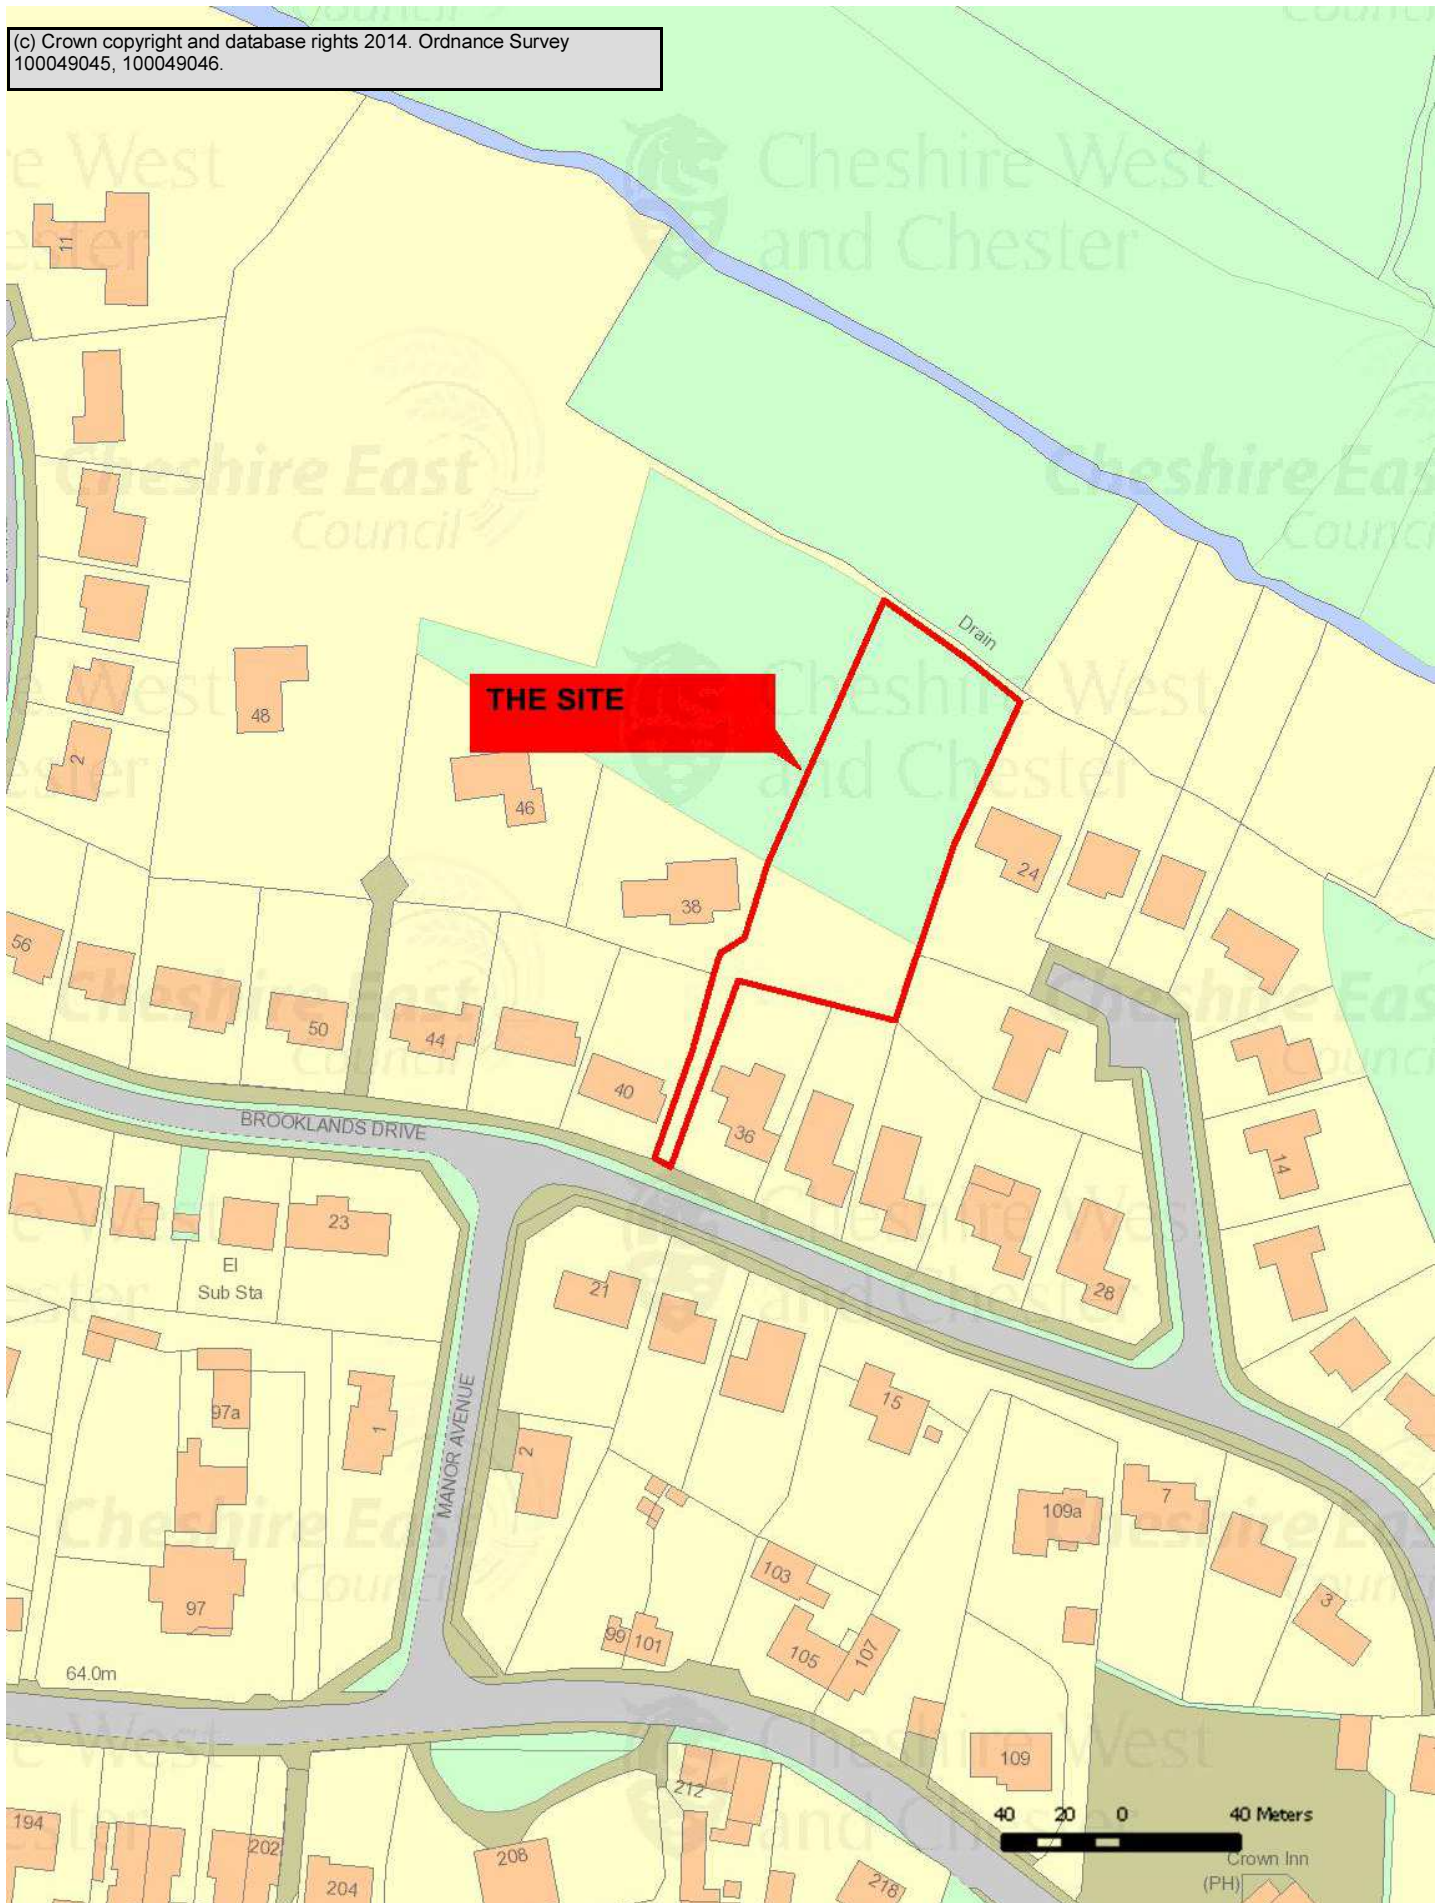 (c) Crown copyright and database rights 2014. Ordnance Survey
100049045, 100049046.
Cheshire West
and Chester
11
Cheshire East
Council
Drain
THE SITE
48
2
46
24
38
56
50
44
40
36
BROOKLANDS DRIVE
14
23
El
Sub Sta
28
21
97a
1
MANOR AVENUE
2
15
109a
7
103
3
97
99
101
105
107
64.0m
109
212
40 20 0 40 Meters
194
202
204
208
218
Crown Inn
(PH)